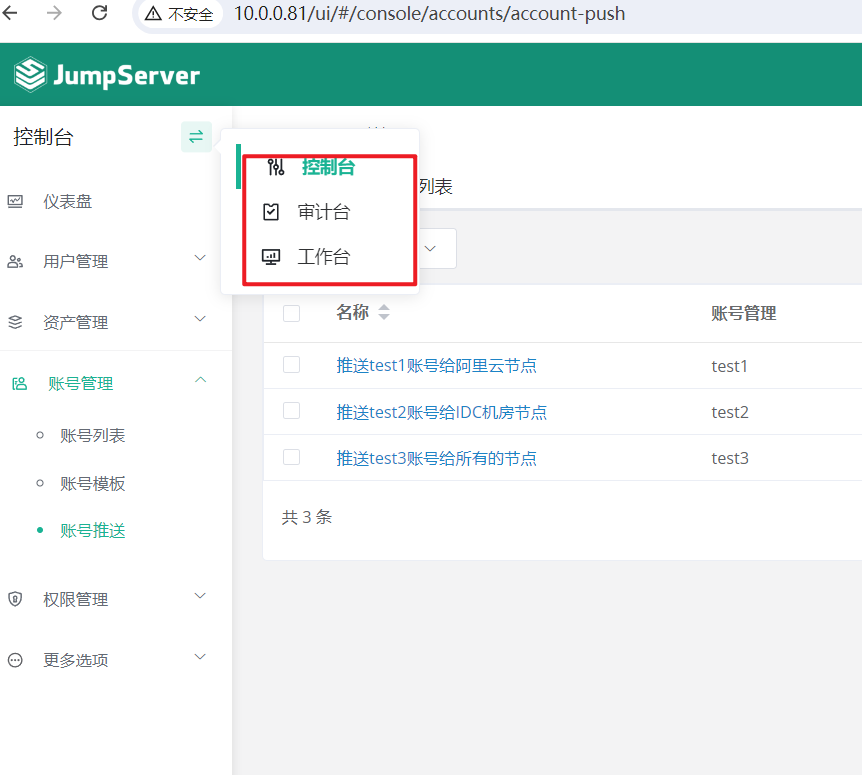 不安全 10.0.0.81/ui/#/console/accounts/account-push
JumpServer
控制台
控制台
审计台
工作台
列表
仪表盘
用户管理
资产管理
账号管理
账号列表
账号模板
账号推送
权限管理
更多选项
名称 账号管理
推送test1账号给阿里云节点 test1
推送test2账号给IDC机房节点 test2
推送test3账号给所有的节点 test3
共 3 条